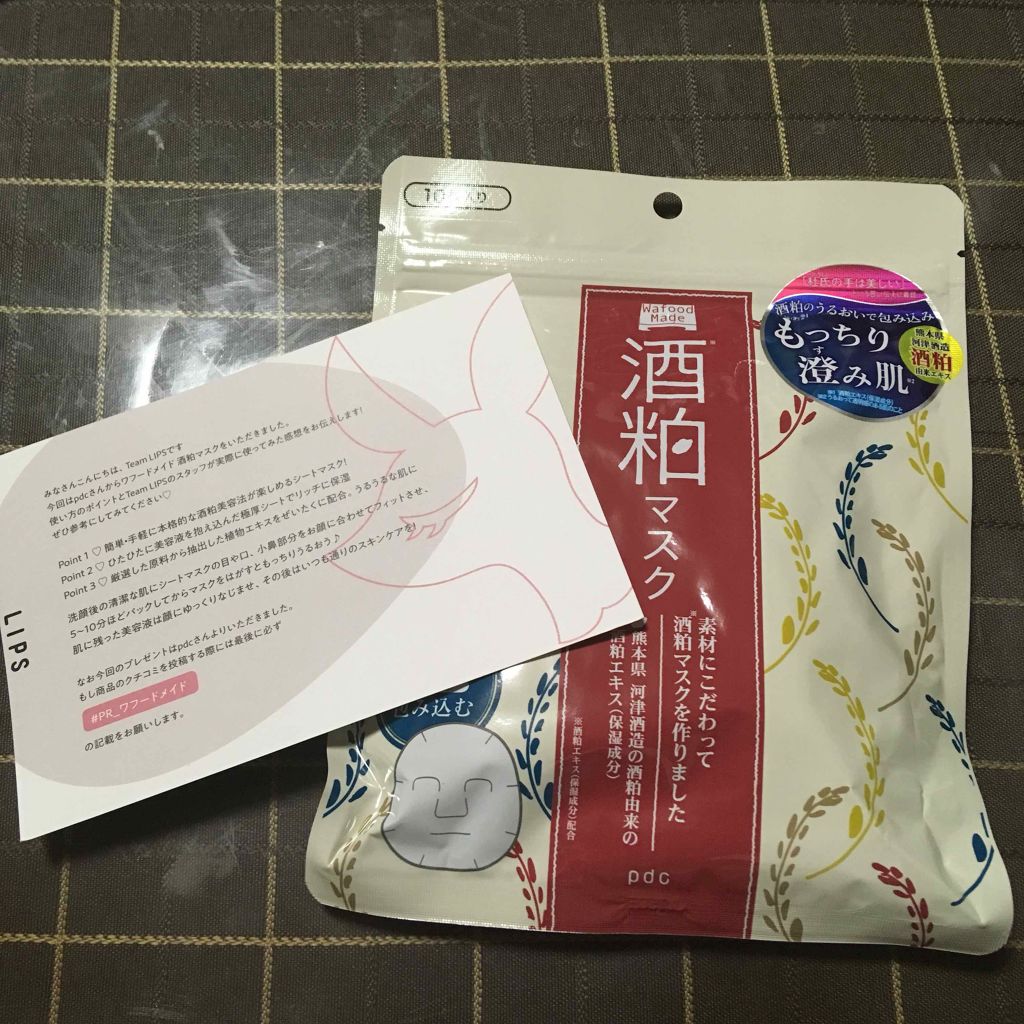 みなさんこんにちは、Team LIPSです
今回はpdcさんからワフードメイド 酒粕マスクをいただきました。
使い方のポイントとTeam LIPSのスタッフが実際に使ってみた感想をお伝えします!
ぜひ参考にしてみてください♡
Point 1 ♡ 簡単・手軽に本格的な酒粕美容法が楽しめるシートマスク!
Point 2 ♡ ひたひたに美容液を抱え込んだ極厚シートでリッチに保湿
Point 3 ♡ 厳選した原料から抽出した植物エキスをぜいたくに配合。うるうるな肌に
洗顔後の清潔な肌にシートマスクの目や口、小鼻部分をお顔に合わせてフィットさせ、
5~10分ほどパックしてからマスクをはがすともっちりうるおう♪
肌に残った美容液は顔にゆっくりなじませ、その後はいつも通りのスキンケアを!
なお今回のプレゼントはpdcさんよりいただきました。
もし商品のクチコミを投稿する際には最後に必ず
#PR_ワフードメイド
の記載をお願いします。
LIPS
Wafood
Made
酒粕※
マスク
※素材にこだわって
酒粕マスクを作りました
熊本県 河津酒造の酒粕由来の
酒粕エキス(保湿成分)
※酒粕エキス(保湿成分)配合
pdc
「杜氏の手は美しい」
酒粕のうるおいで包み込み
もっちり
す
澄み肌
熊本県
河津酒造
酒粕
由来エキス
包み込む